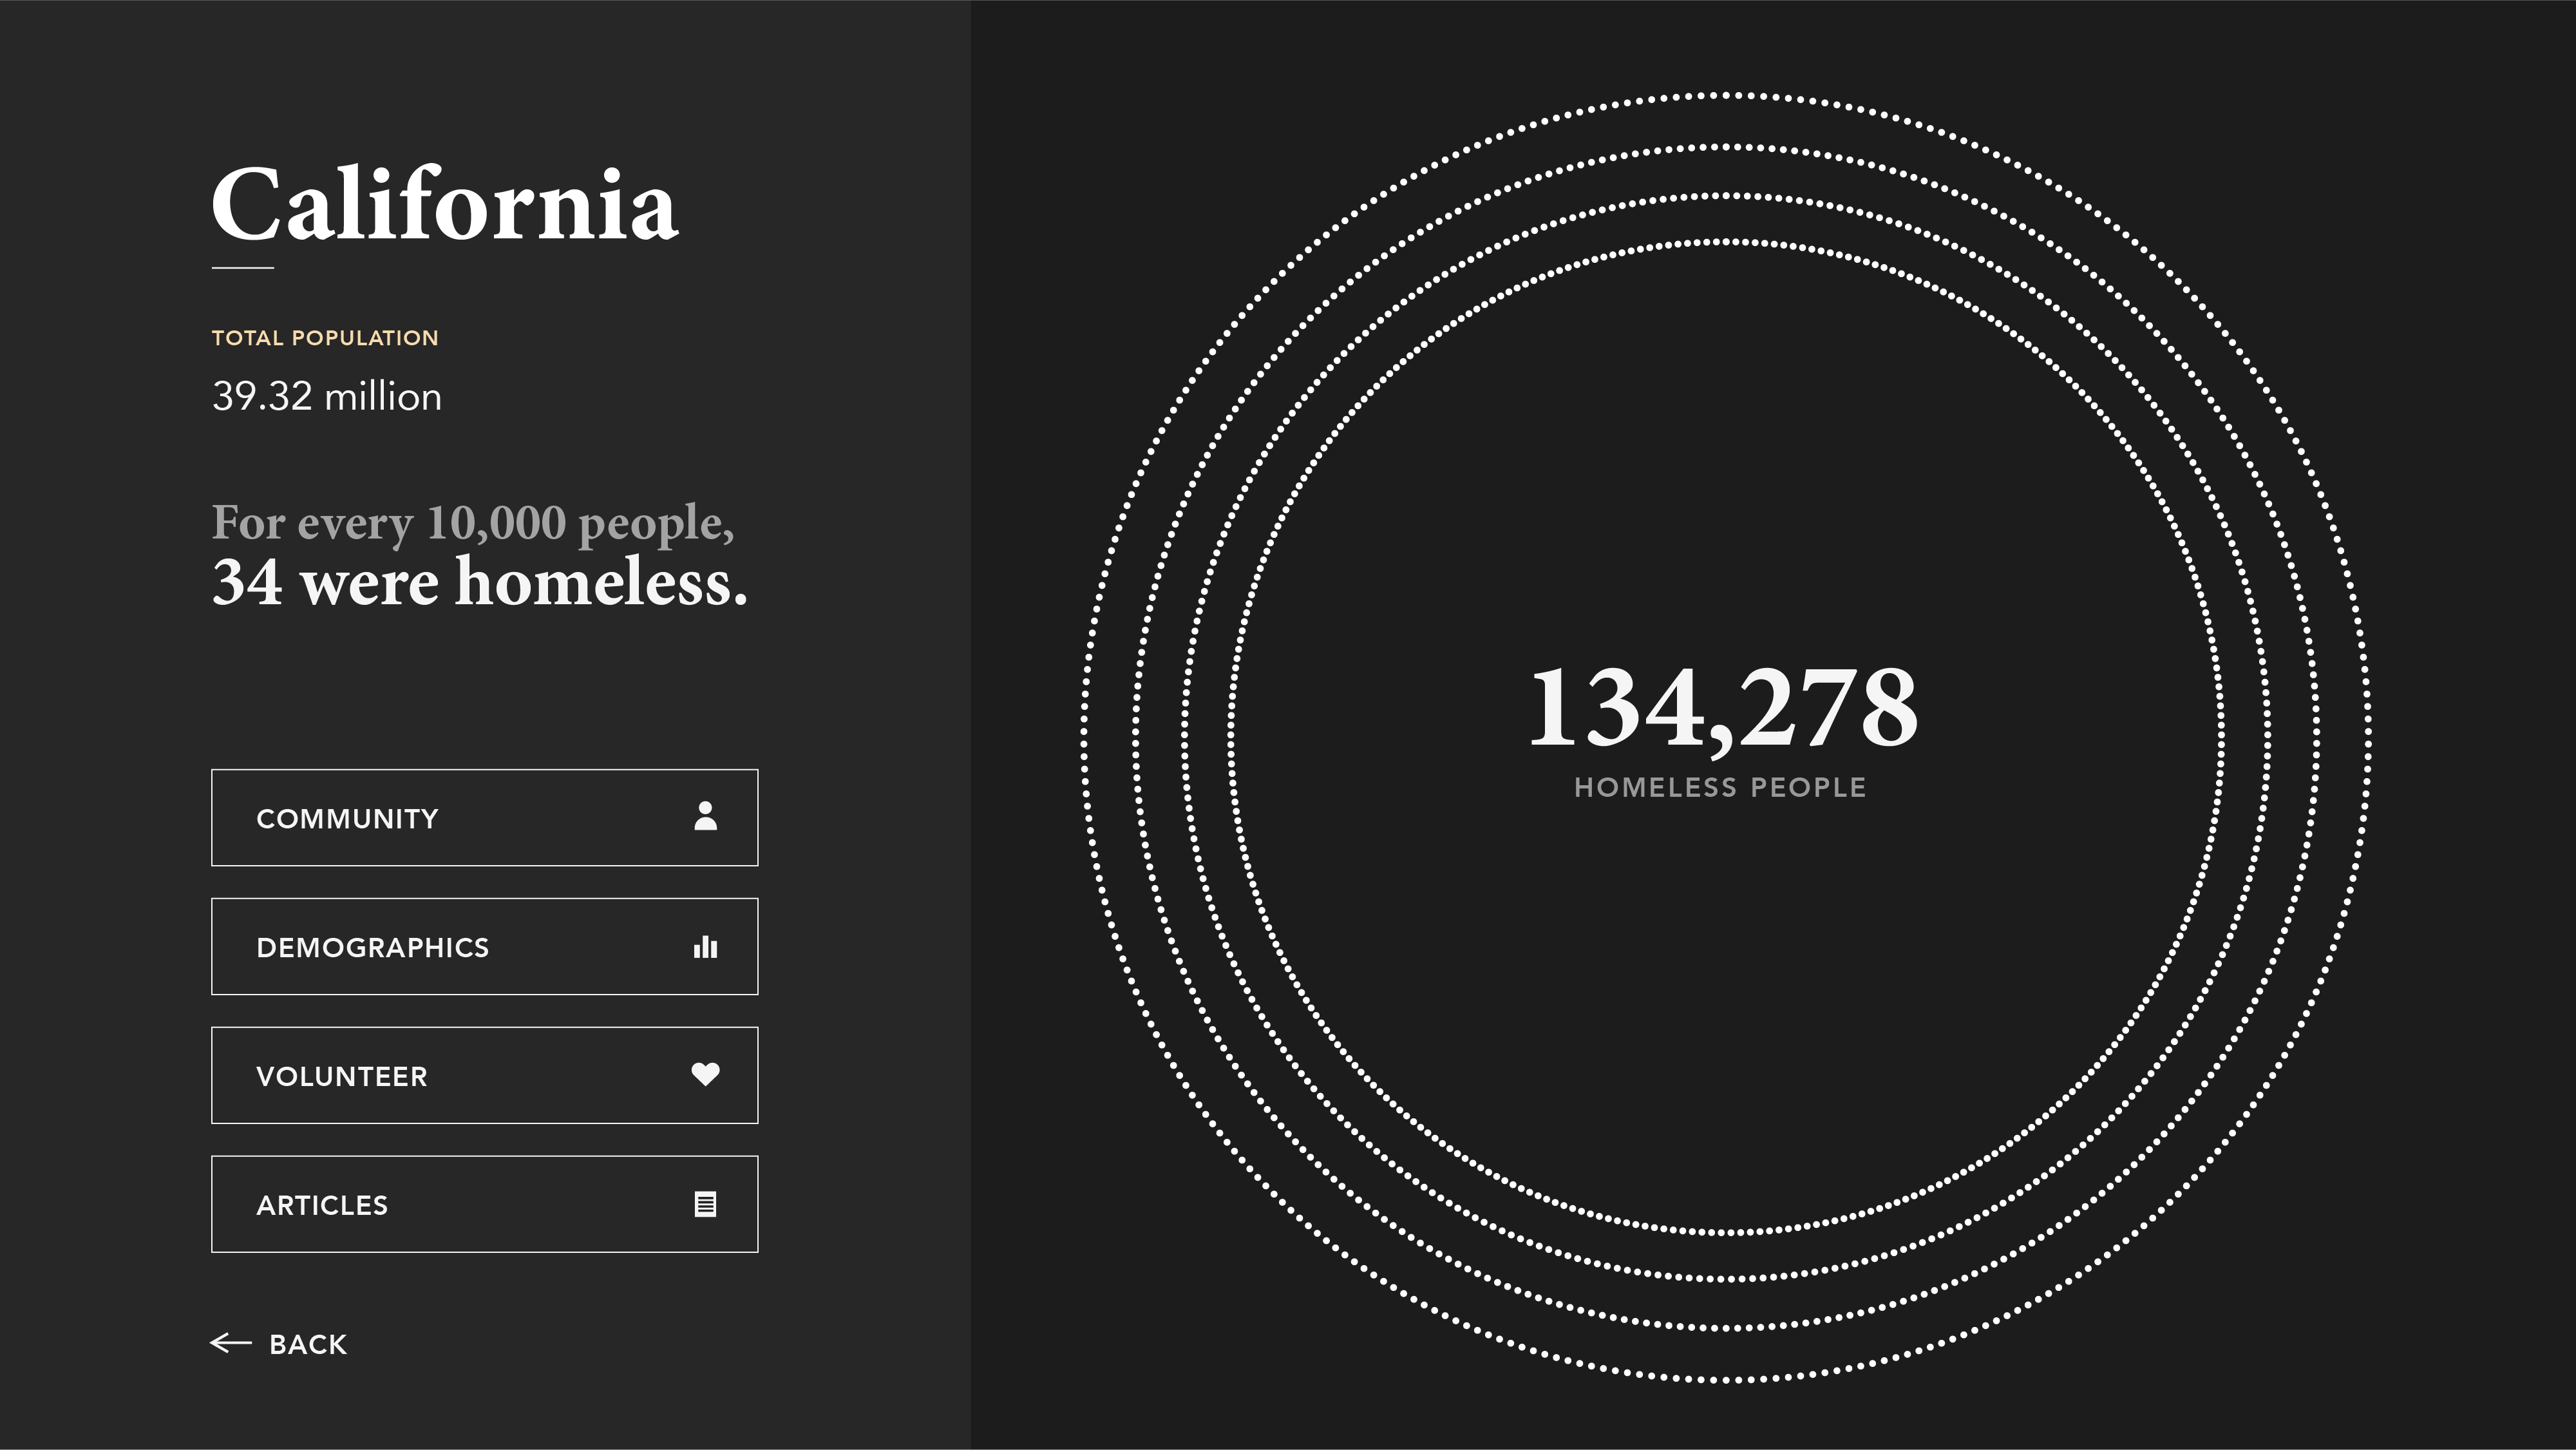 California
TOTAL POPULATION
39.32 million
For every 10,000 people,
34 were homeless.
COMMUNITY
DEMOGRAPHICS
VOLUNTEER
ARTICLES
BACK
134,278
HOMELESS PEOPLE